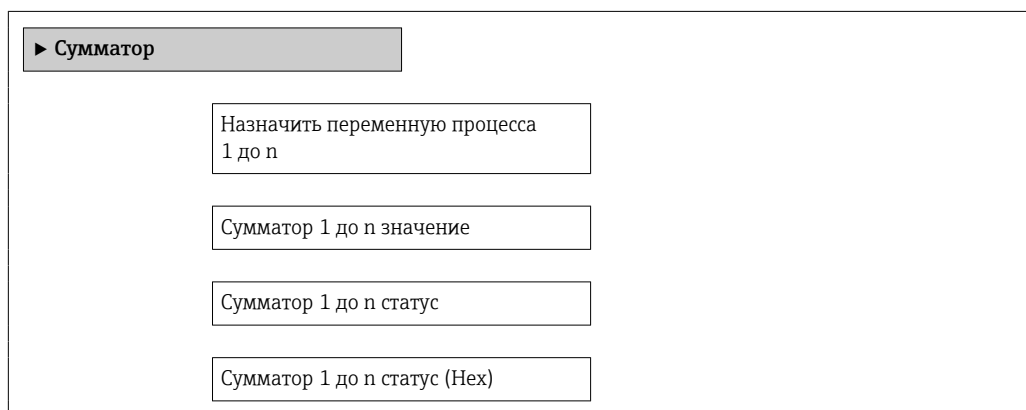 ▶ Сумматор
Назначить переменную процесса
1 до n
Сумматор 1 до n значение
Сумматор 1 до n статус
Сумматор 1 до n статус (Hex)